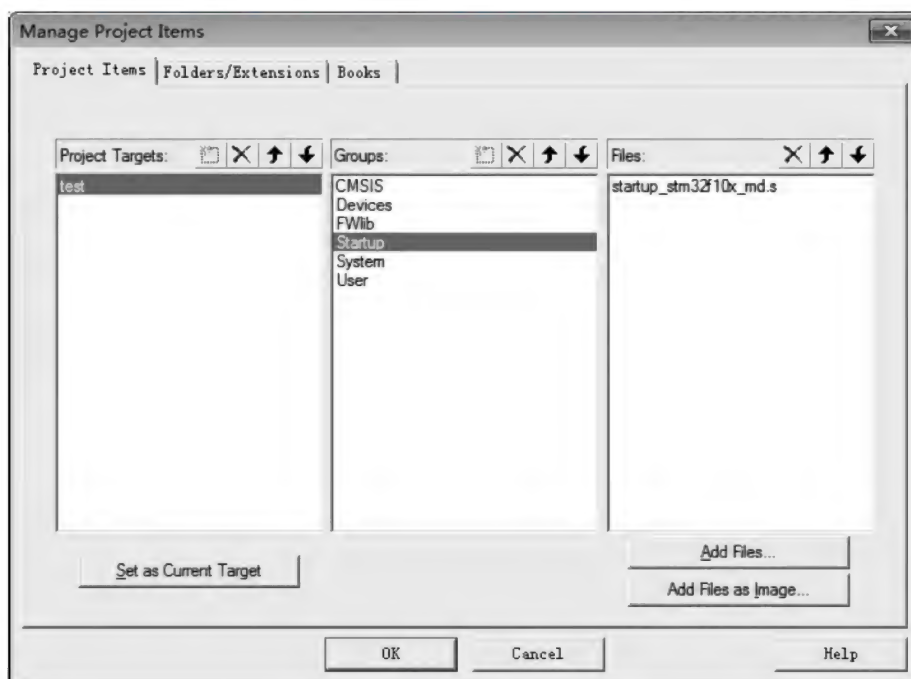 Manage Project Items
Project Items Folders/Extensions Books
Project Targets: Groups: Files:
test CMSIS startup_stm32f10x_md.s
Devices
FWlib
Startup
System
User
Set as Current Target
Add Files...
Add Files as Image...
OK Cancel Help